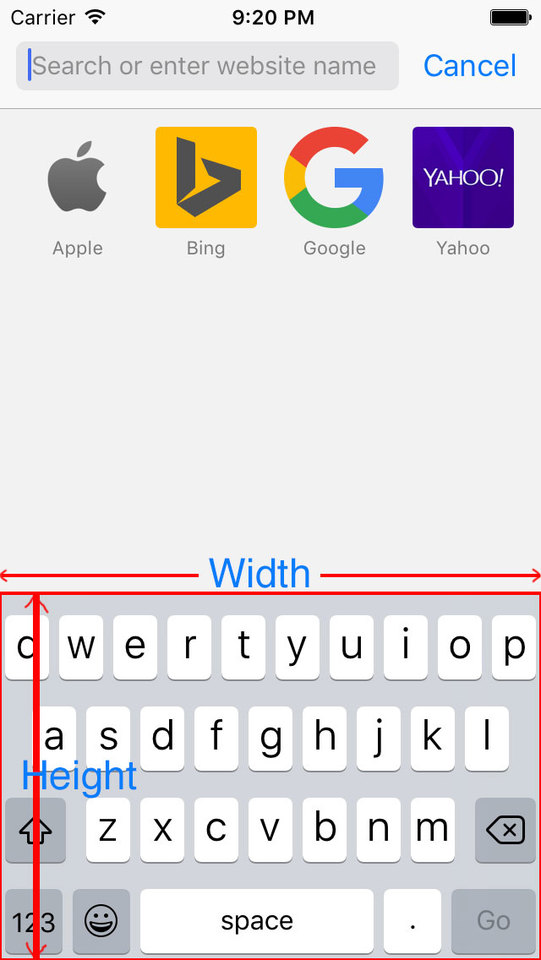 Carrier 9:20 PM
Search or enter website name Cancel
YAHOO!
Apple Bing Google Yahoo
Width
q w e r t y u i o p
a s d f g h j k l
Height
z x c v b n m
123 space . Go